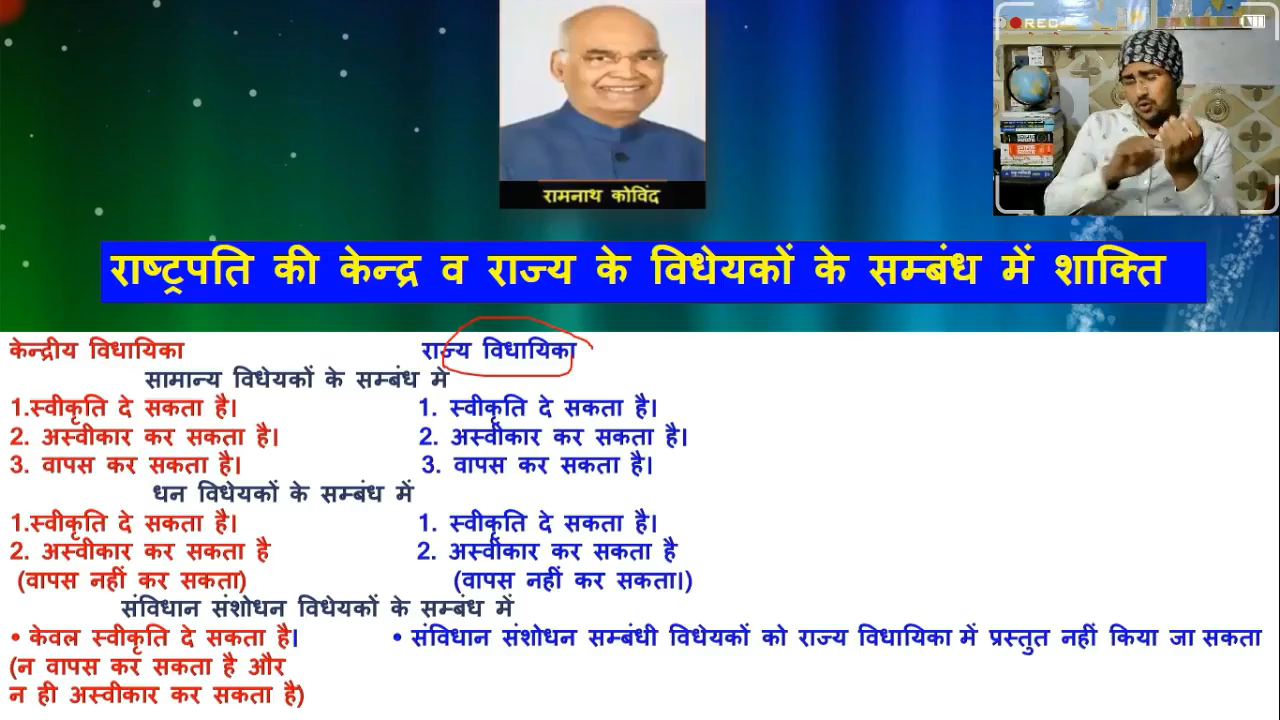 REC
रामनाथ कोविंद
राष्ट्रपति की केन्द्र व राज्य के विधेयकों के सम्बंध में शाक्ति
केन्द्रीय विधायिका राज्य विधायिका
सामान्य विधेयकों के सम्बंध में
1.स्वीकृति दे सकता है। 1. स्वीकृति दे सकता है।
2. अस्वीकार कर सकता है। 2. अस्वीकार कर सकता है।
3. वापस कर सकता है। 3. वापस कर सकता है।
धन विधेयकों के सम्बंध में
1.स्वीकृति दे सकता है। 1. स्वीकृति दे सकता है।
2. अस्वीकार कर सकता है 2. अस्वीकार कर सकता है
(वापस नहीं कर सकता) (वापस नहीं कर सकता।)
संविधान संशोधन विधेयकों के सम्बंध में
• केवल स्वीकृति दे सकता है। • संविधान संशोधन सम्बंधी विधेयकों को राज्य विधायिका में प्रस्तुत नहीं किया जा सकता
(न वापस कर सकता है और
न ही अस्वीकार कर सकता है)